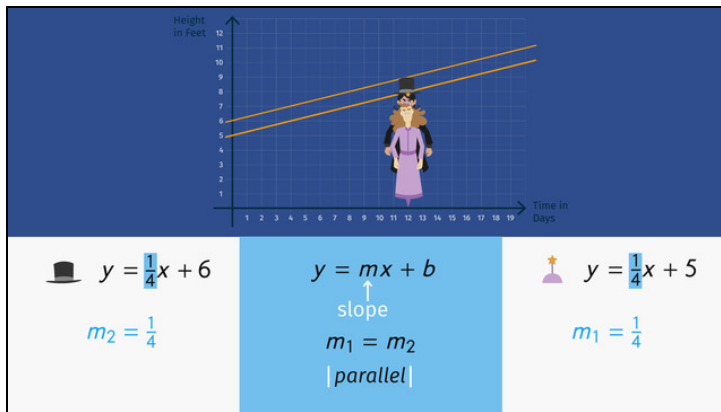 Height
in Feet
12
11
10
9
8
7
6
5
4
3
2
1
1 2 3 4 5 6 7 8 9 10 11 12 13 14 15 16 17 18 19
Time in
Days
y = 1/4x + 6
m₂ = 1/4
y = mx + b
slope
m₁ = m₂
|parallel|
y = 1/4x + 5
m₁ = 1/4